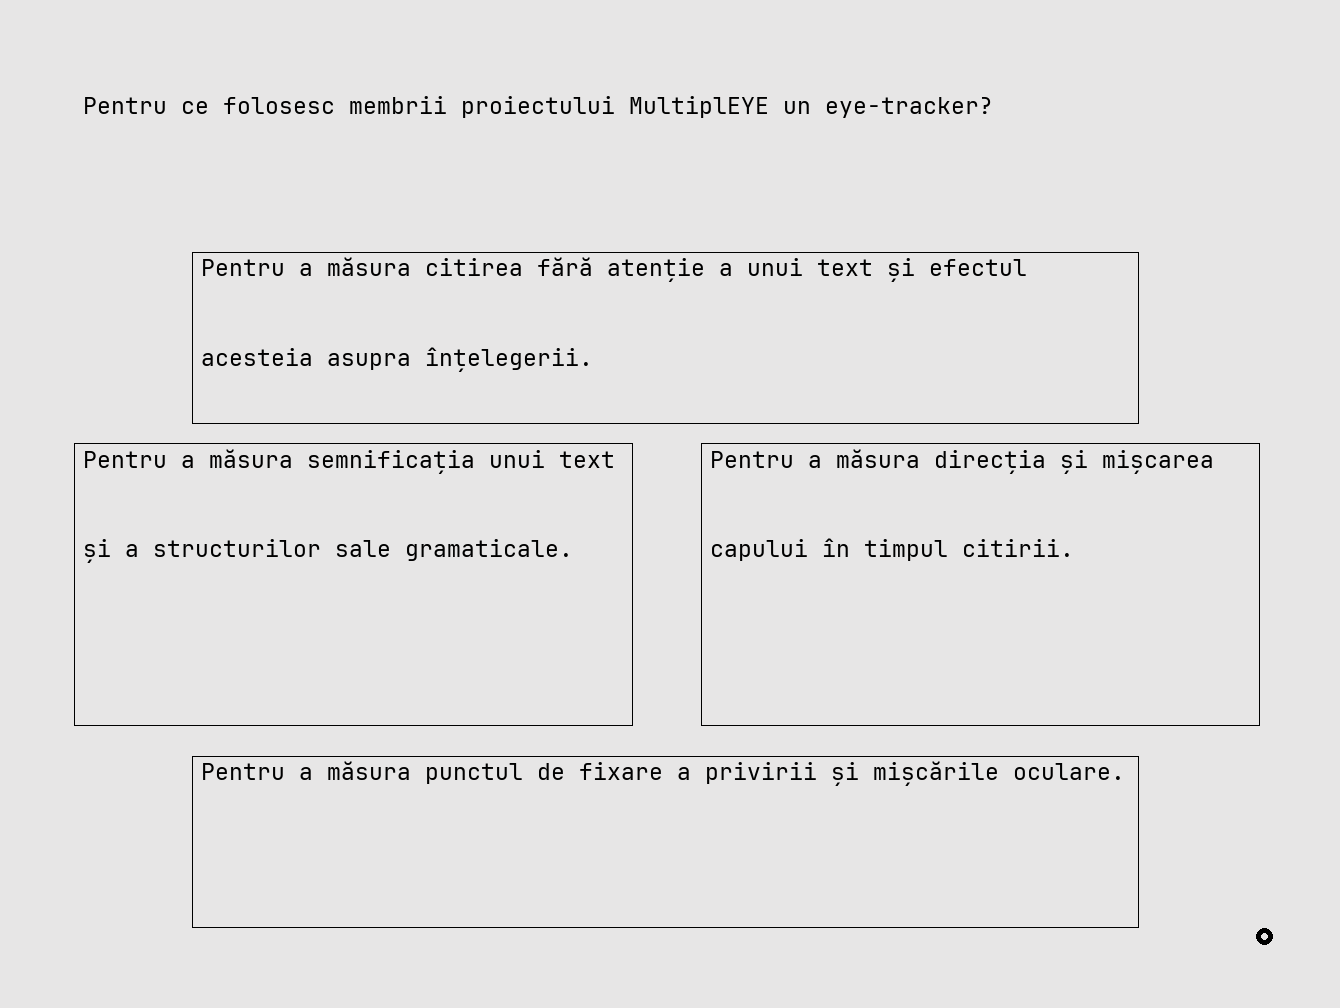 Pentru ce folosesc membrii proiectului MultiplEYE un eye-tracker?
Pentru a măsura citirea fără atenție a unui text și efectul
acesteia asupra înțelegerii.
Pentru a măsura semnificația unui text
și a structurilor sale gramaticale.
Pentru a măsura direcția și mișcarea
capului în timpul citirii.
Pentru a măsura punctul de fixare a privirii și mișcările oculare.